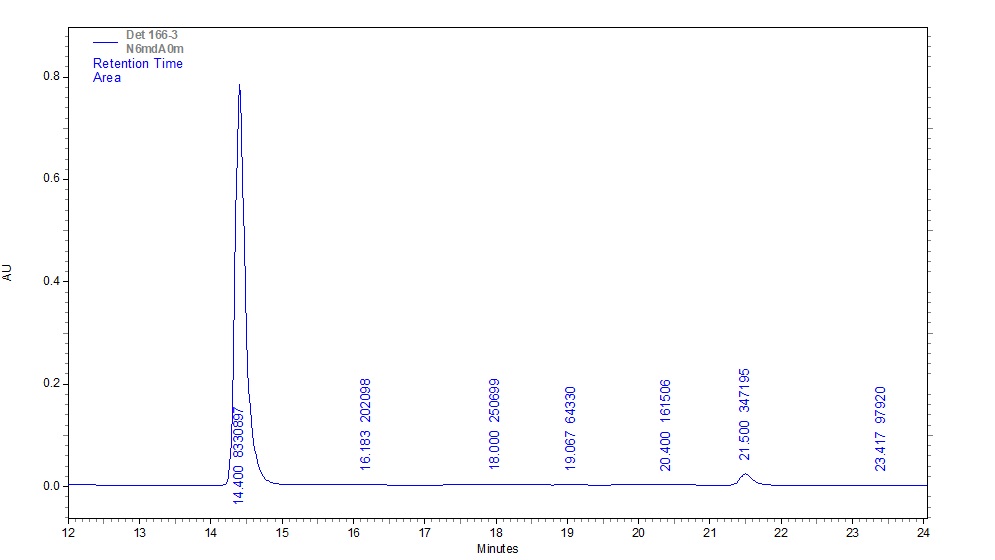 Det 166-3
N6mdA0m
Retention Time
Area
0.8
0.6
0.4
0.2
0.0
AU
14.400 8330897
16.183 202098
18.000 250699
19.067 64330
20.400 161506
21.500 347195
23.417 97920
12 13 14 15 16 17 18 19 20 21 22 23 24
Minutes